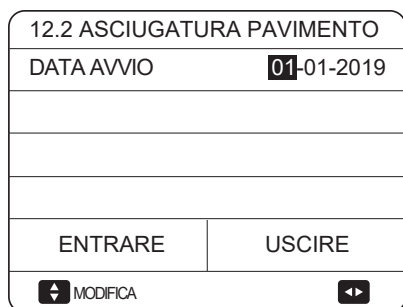 12.2 ASCIUGATURA PAVIMENTO
DATA AVVIO 01-01-2019
ENTRARE USCIRE
MODIFICA